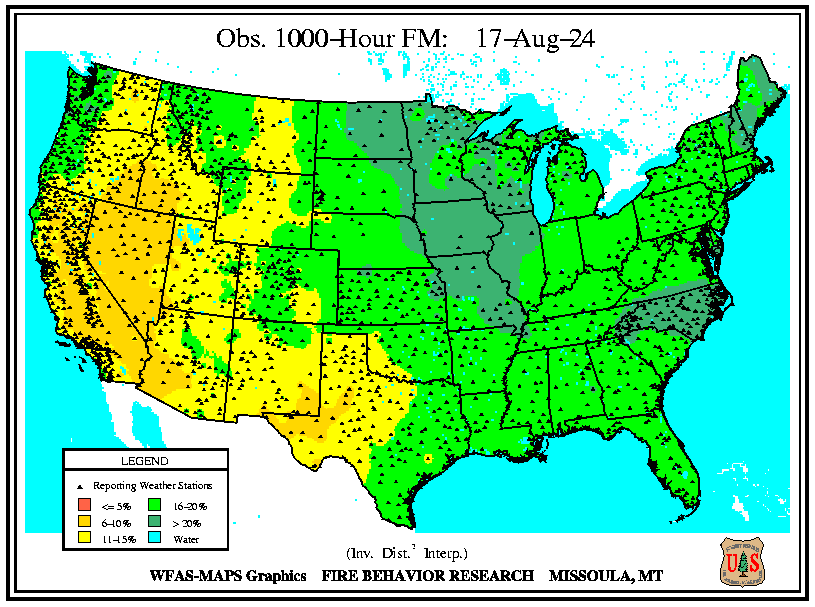 Obs. 1000-Hour FM: 17-Aug-24
LEGEND
Reporting Weather Stations
<= 5% 16-20%
6-10% > 20%
11-15% Water
(Inv. Dist.² Interp.)
WFAS-MAPS Graphics FIRE BEHAVIOR RESEARCH MISSOULA, MT
UAS